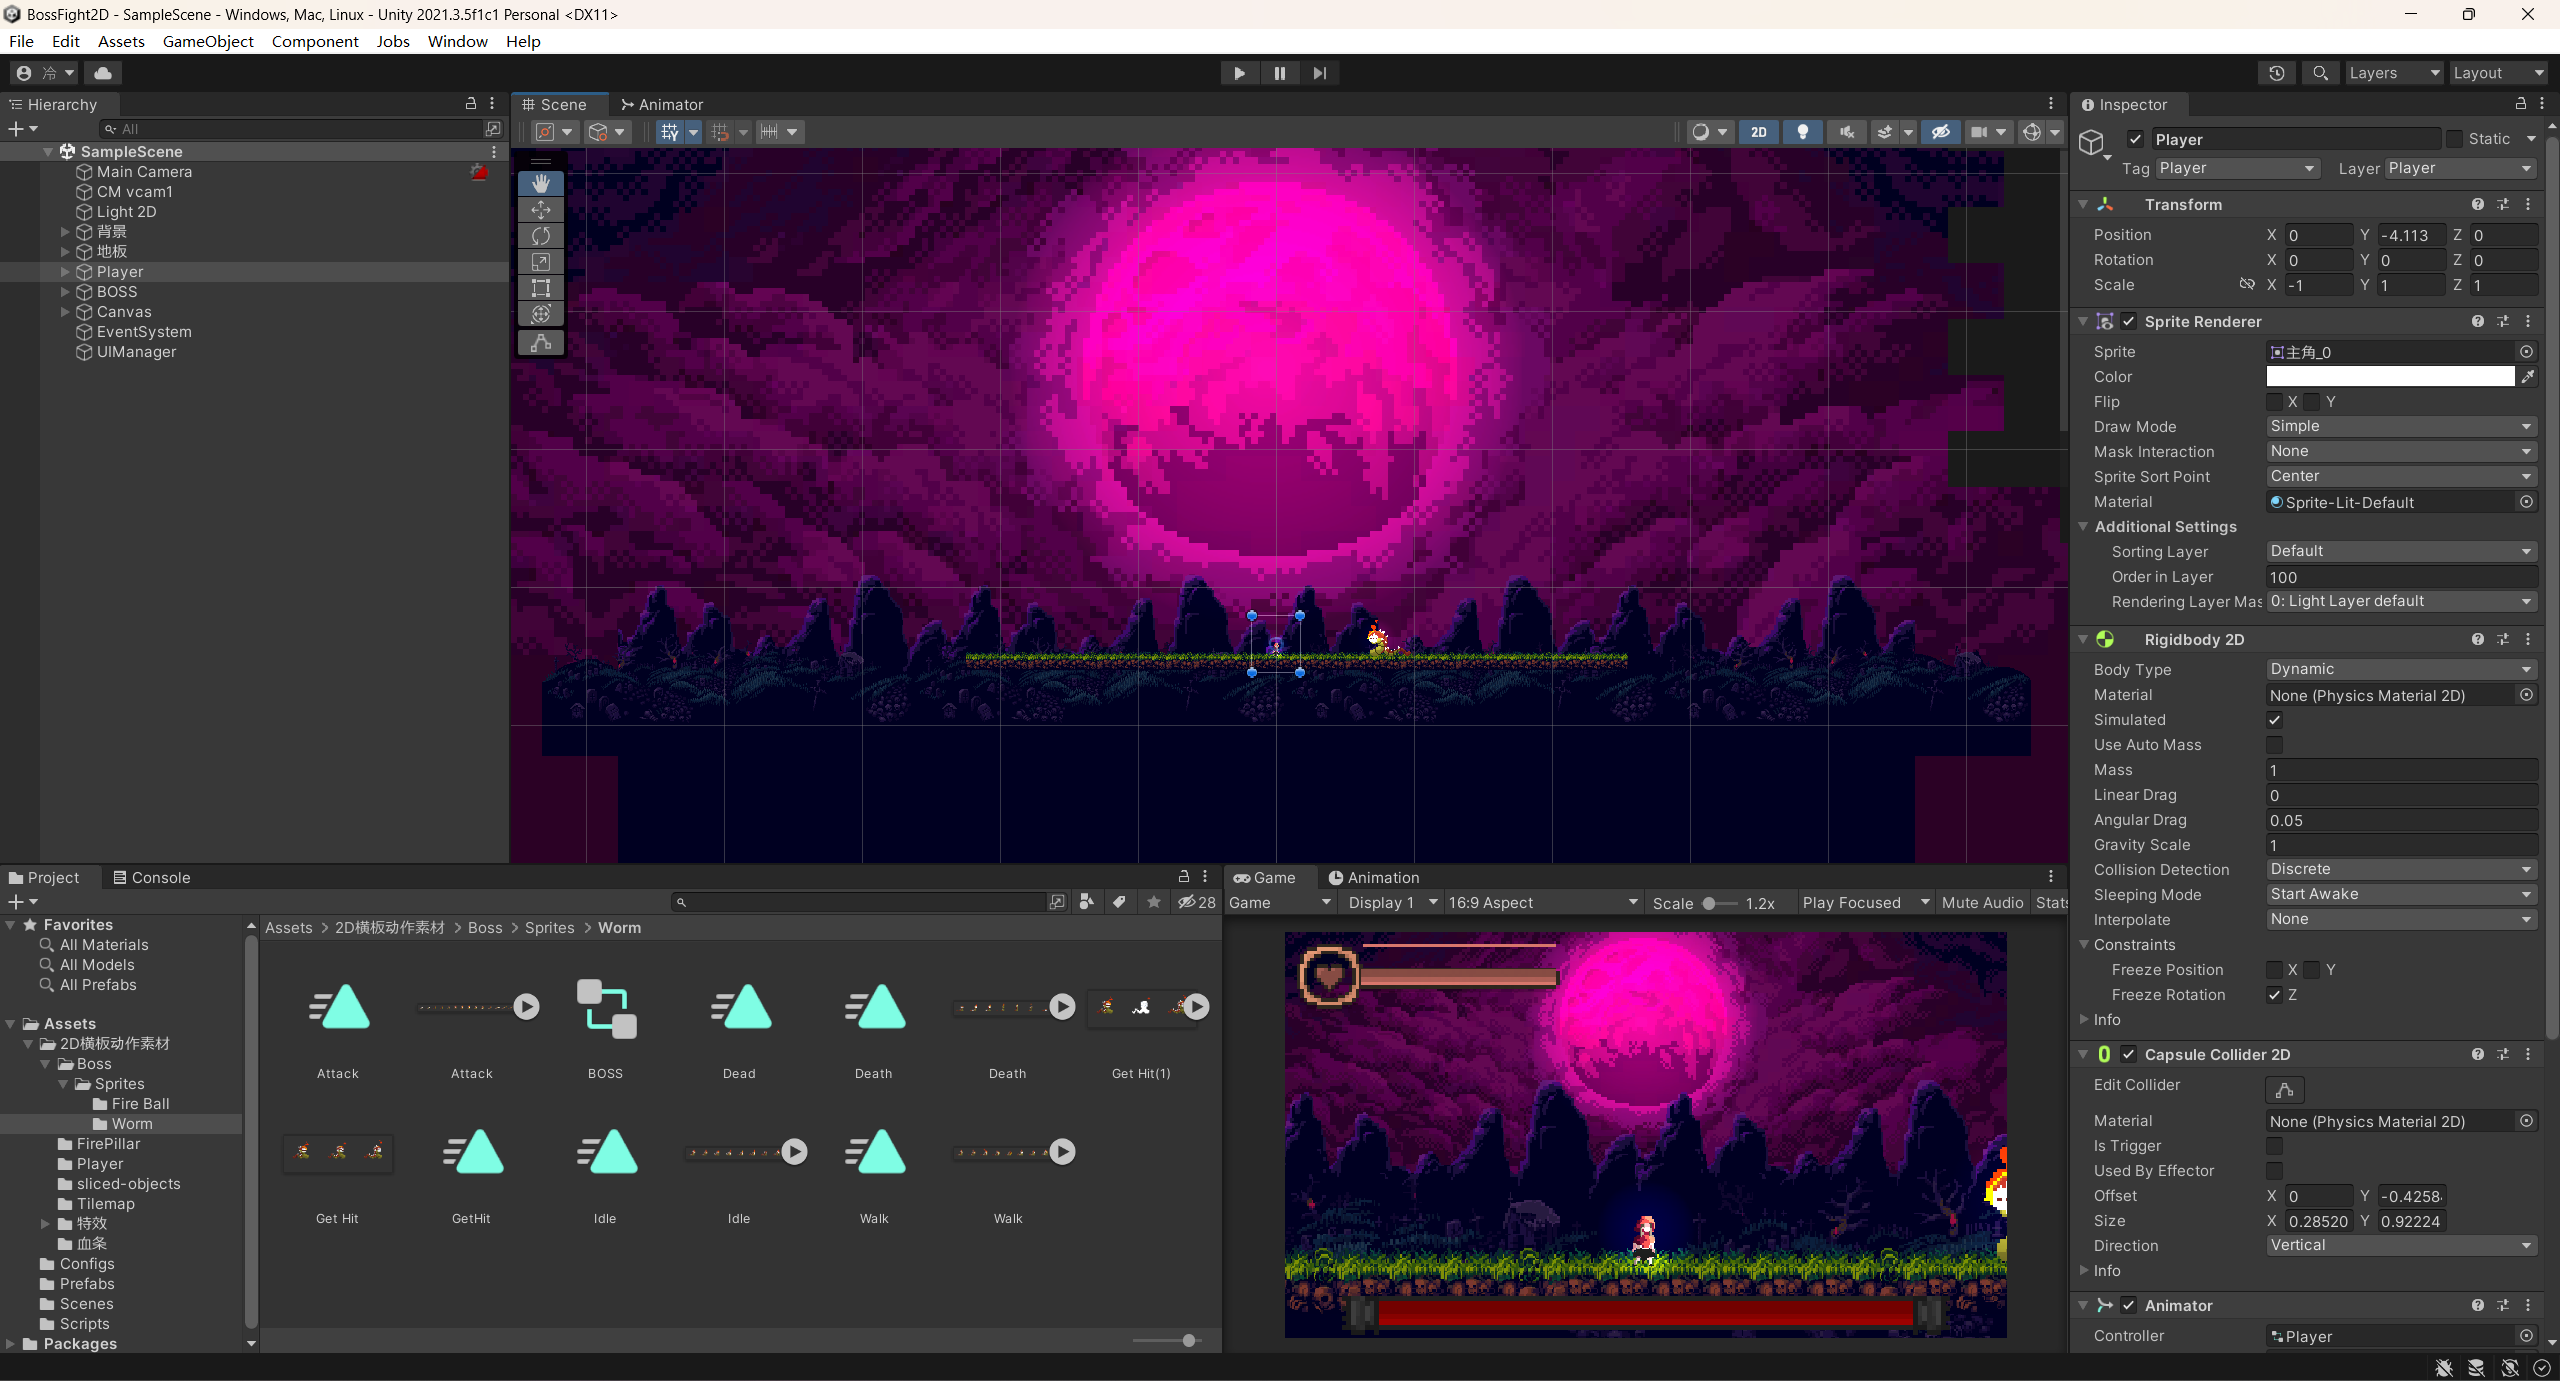 BossFight2D - SampleScene - Windows, Mac, Linux - Unity 2021.3.5f1c1 Personal <DX11>
File Edit Assets GameObject Component Jobs Window Help
冷 Layers Layout
Hierarchy
All
SampleScene
Main Camera
CM vcam1
Light 2D
背景
地板
Player
BOSS
Canvas
EventSystem
UIManager
Scene Animator
2D
Inspector
Player Static
Tag Player Layer Player
Transform
Position X 0 Y -4.113 Z 0
Rotation X 0 Y 0 Z 0
Scale X -1 Y 1 Z 1
Sprite Renderer
Sprite 主角_0
Color
Flip X Y
Draw Mode Simple
Mask Interaction None
Sprite Sort Point Center
Material Sprite-Lit-Default
Additional Settings
Sorting Layer Default
Order in Layer 100
Rendering Layer Mas 0: Light Layer default
Rigidbody 2D
Body Type Dynamic
Material None (Physics Material 2D)
Simulated
Use Auto Mass
Mass 1
Linear Drag 0
Angular Drag 0.05
Gravity Scale 1
Collision Detection Discrete
Sleeping Mode Start Awake
Interpolate None
Constraints
Freeze Position X Y
Freeze Rotation Z
Info
Capsule Collider 2D
Edit Collider
Material None (Physics Material 2D)
Is Trigger
Used By Effector
Offset X 0 Y -0.4258
Size X 0.28520 Y 0.92224
Direction Vertical
Info
Animator
Controller Player
Project Console
28
Favorites
All Materials
All Models
All Prefabs
Assets
2D横板动作素材
Boss
Sprites
Fire Ball
Worm
FirePillar
Player
sliced-objects
Tilemap
特效
血条
Configs
Prefabs
Scenes
Scripts
Packages
Assets > 2D横板动作素材 > Boss > Sprites > Worm
Attack Attack BOSS Dead Death Death Get Hit(1)
Get Hit GetHit Idle Idle Walk Walk
Game Animation
Game Display 1 16:9 Aspect Scale 1.2x Play Focused Mute Audio Stats